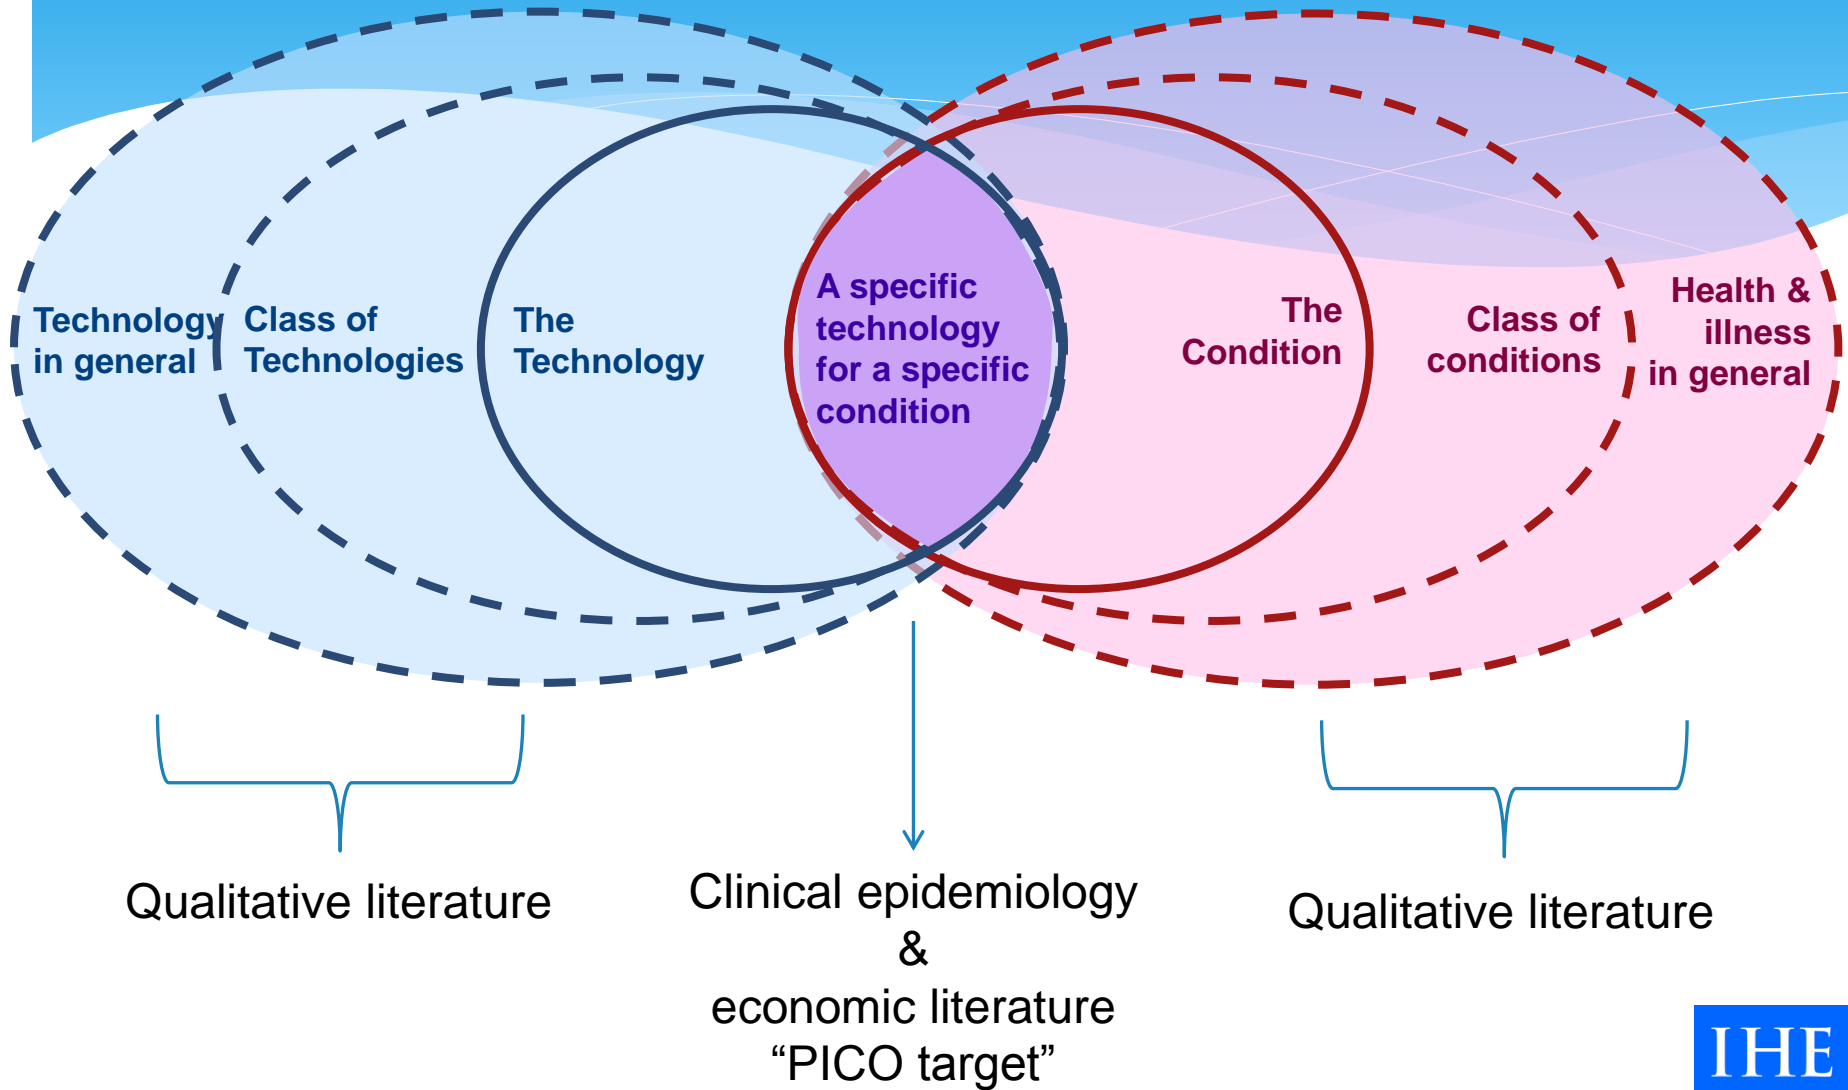 Technology
in general
Class of
Technologies
The
Technology
A specific
technology
for a specific
condition
The
Condition
Class of
conditions
Health &
illness
in general
Qualitative literature
Clinical epidemiology
&
economic literature
“PICO target”
Qualitative literature
IHE